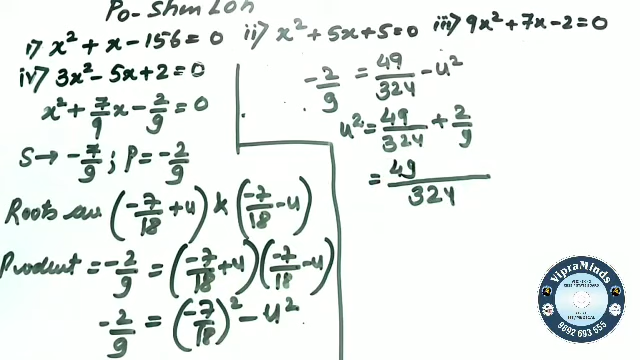 Po-Shen Loh
i) x² + x - 156 = 0 ii) x² + 5x + 5 = 0 iii) 9x² + 7x - 2 = 0
iv) 3x² - 5x + 2 = 0
x² + 7/9 x - 2/9 = 0
S → -7/9 ; P = -2/9
Roots are (-7/18 + u) × (-7/18 - u)
Product = -2/9 = (-7/18 + u)(-7/18 - u)
-2/9 = (-7/18)² - u²
-2/9 = 49/324 - u²
u² = 49/324 + 2/9
= 49/324
VipraMinds
8692 693 555